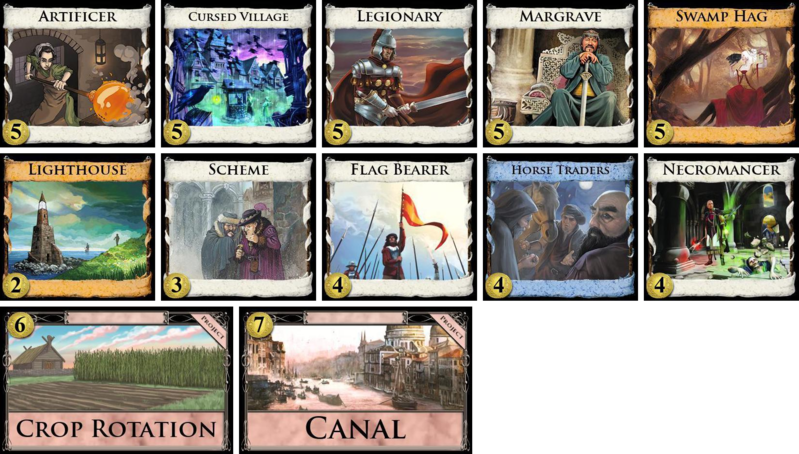 ARTIFICER
5
CURSED VILLAGE
5
LEGIONARY
5
MARGRAVE
5
SWAMP HAG
5
LIGHTHOUSE
2
SCHEME
3
FLAG BEARER
4
HORSE TRADERS
4
NECROMANCER
4
6
PROJECT
CROP ROTATION
7
PROJECT
CANAL